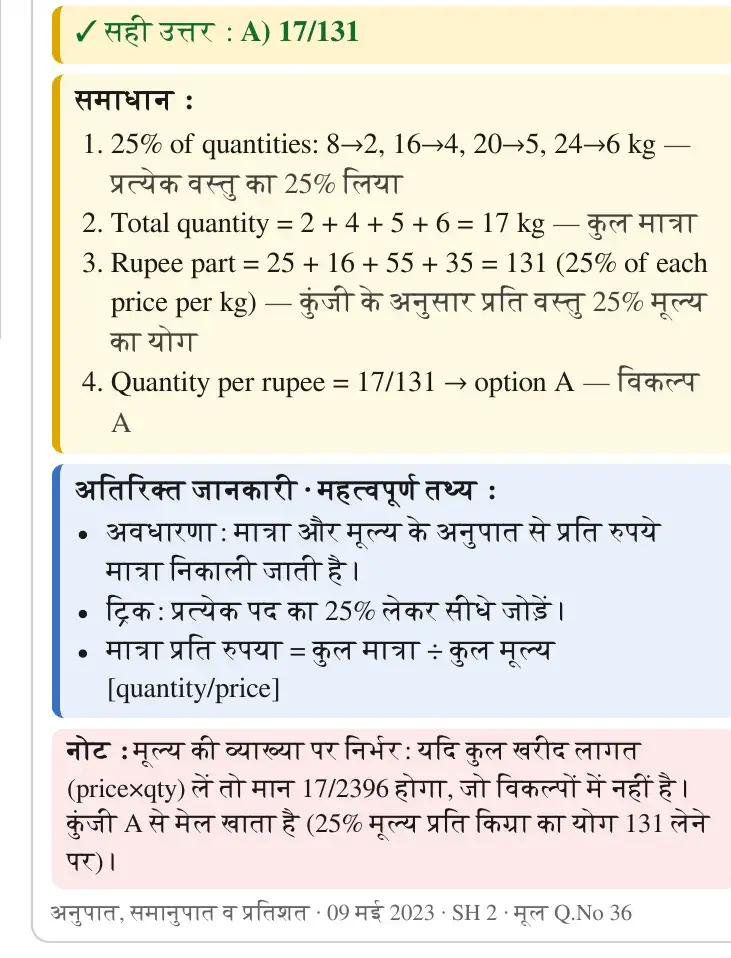 ✓ सही उत्तर : A) 17/131
समाधान :
1. 25% of quantities: 8→2, 16→4, 20→5, 24→6 kg —
प्रत्येक वस्तु का 25% लिया
2. Total quantity = 2 + 4 + 5 + 6 = 17 kg — कुल मात्रा
3. Rupee part = 25 + 16 + 55 + 35 = 131 (25% of each
price per kg) — कुंजी के अनुसार प्रति वस्तु 25% मूल्य
का योग
4. Quantity per rupee = 17/131 → option A — विकल्प
A
अतिरिक्त जानकारी · महत्वपूर्ण तथ्य :
• अवधारणा : मात्रा और मूल्य के अनुपात से प्रति रुपये
मात्रा निकाली जाती है।
• ट्रिक : प्रत्येक पद का 25% लेकर सीधे जोड़ें।
• मात्रा प्रति रुपया = कुल मात्रा ÷ कुल मूल्य
[quantity/price]
नोट : मूल्य की व्याख्या पर निर्भर : यदि कुल खरीद लागत
(price×qty) लें तो मान 17/2396 होगा, जो विकल्पों में नहीं है।
कुंजी A से मेल खाता है (25% मूल्य प्रति किग्रा का योग 131 लेने
पर)।
अनुपात, समानुपात व प्रतिशत · 09 मई 2023 · SH 2 · मूल Q.No 36